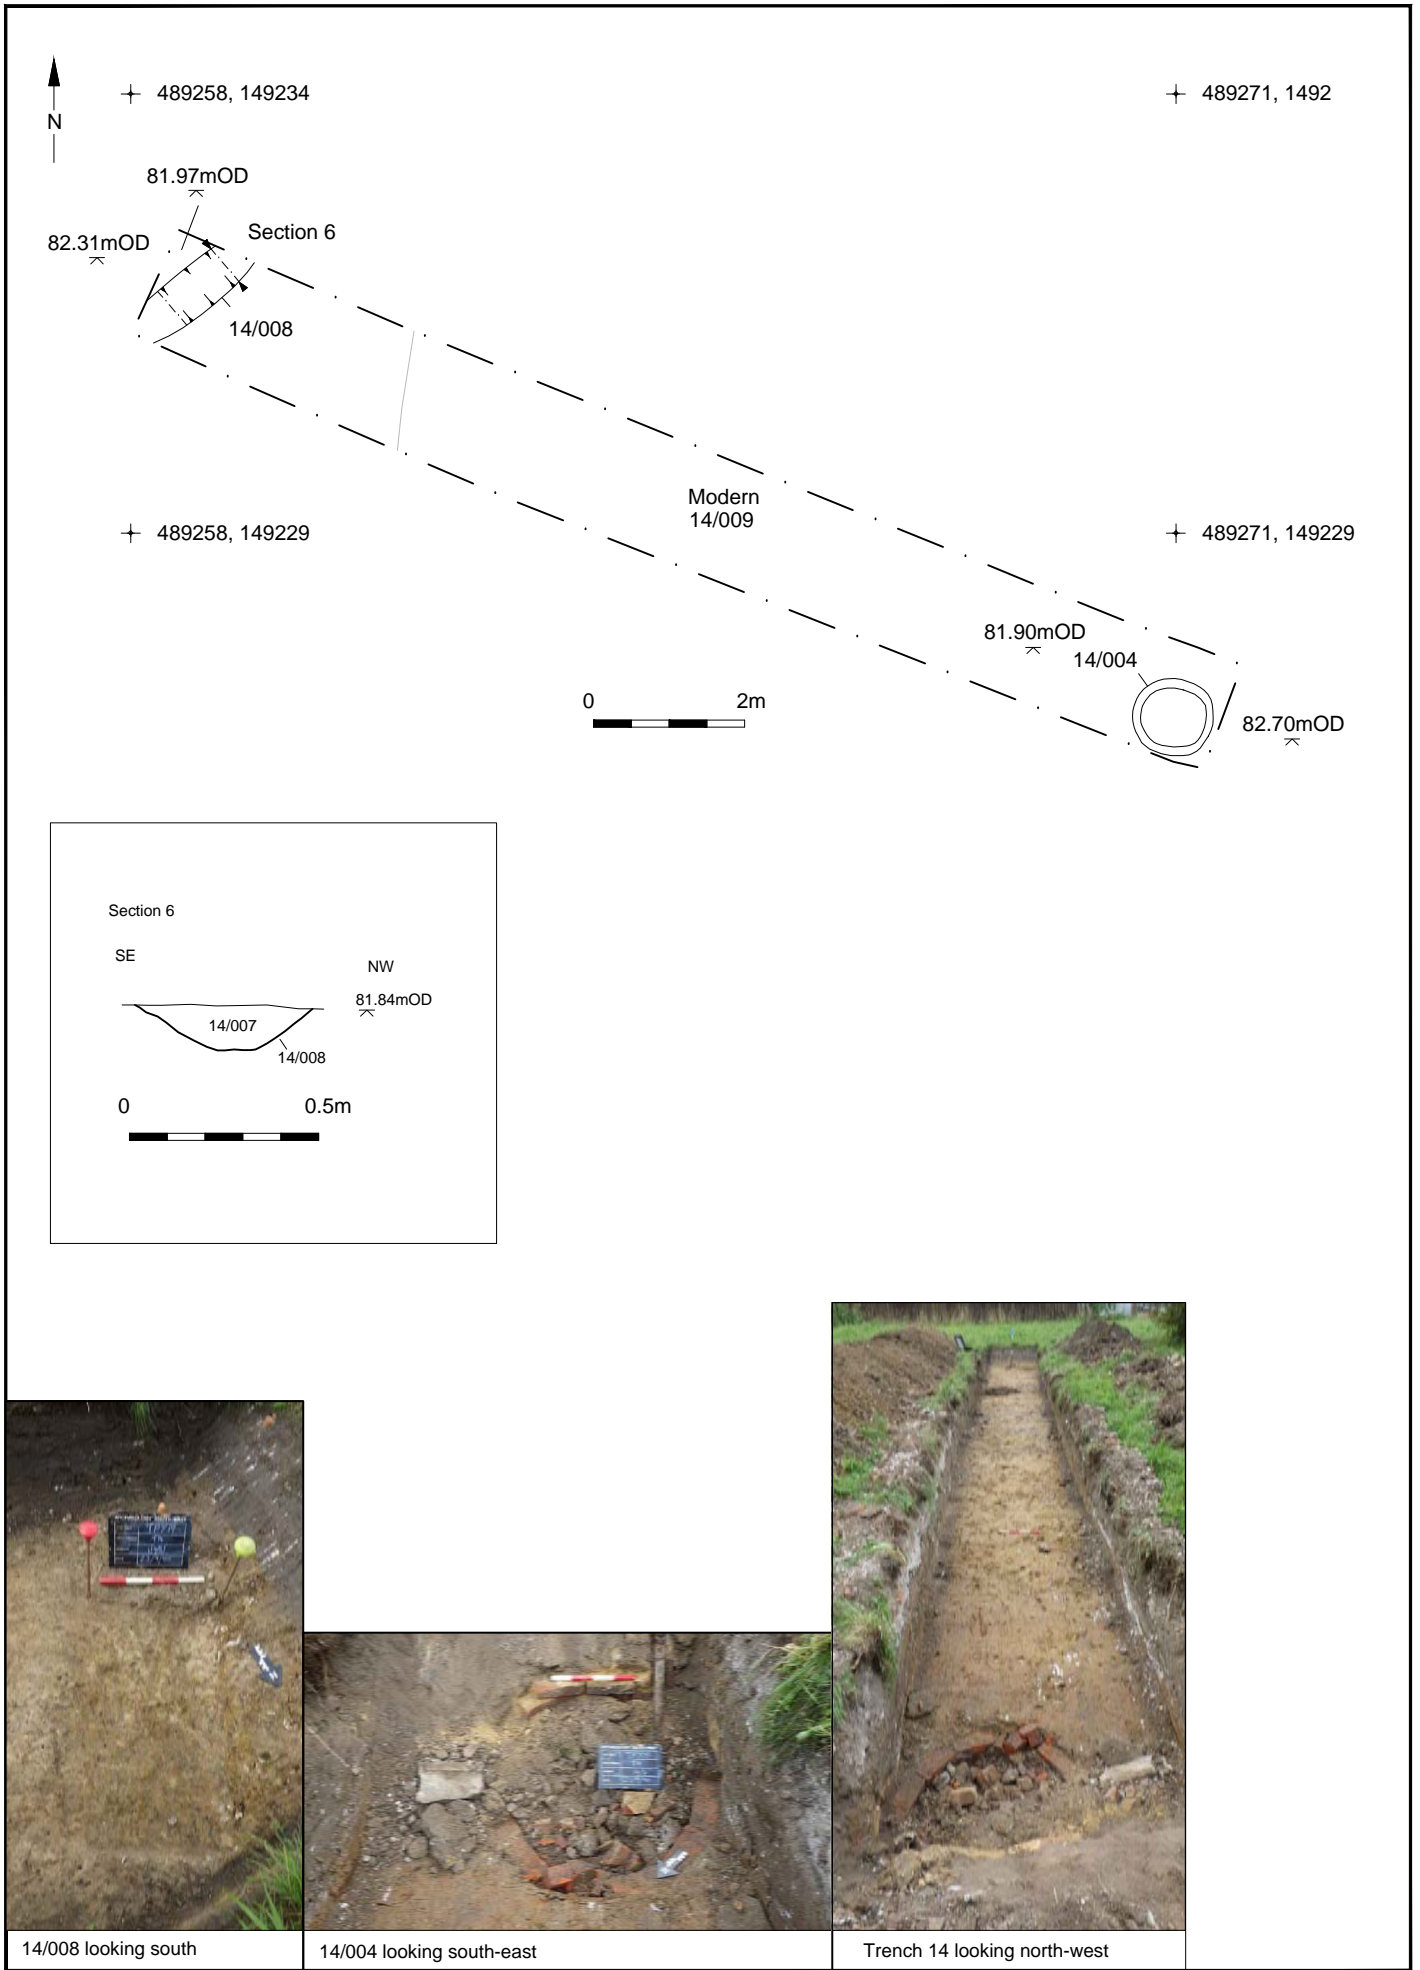 N
489258, 149234
489271, 1492
81.97mOD
82.31mOD
Section 6
14/008
Modern
14/009
489258, 149229
489271, 149229
81.90mOD
14/004
82.70mOD
0 2m
Section 6
SE
NW
81.84mOD
14/007
14/008
0 0.5m
14/008 looking south
14/004 looking south-east
Trench 14 looking north-west